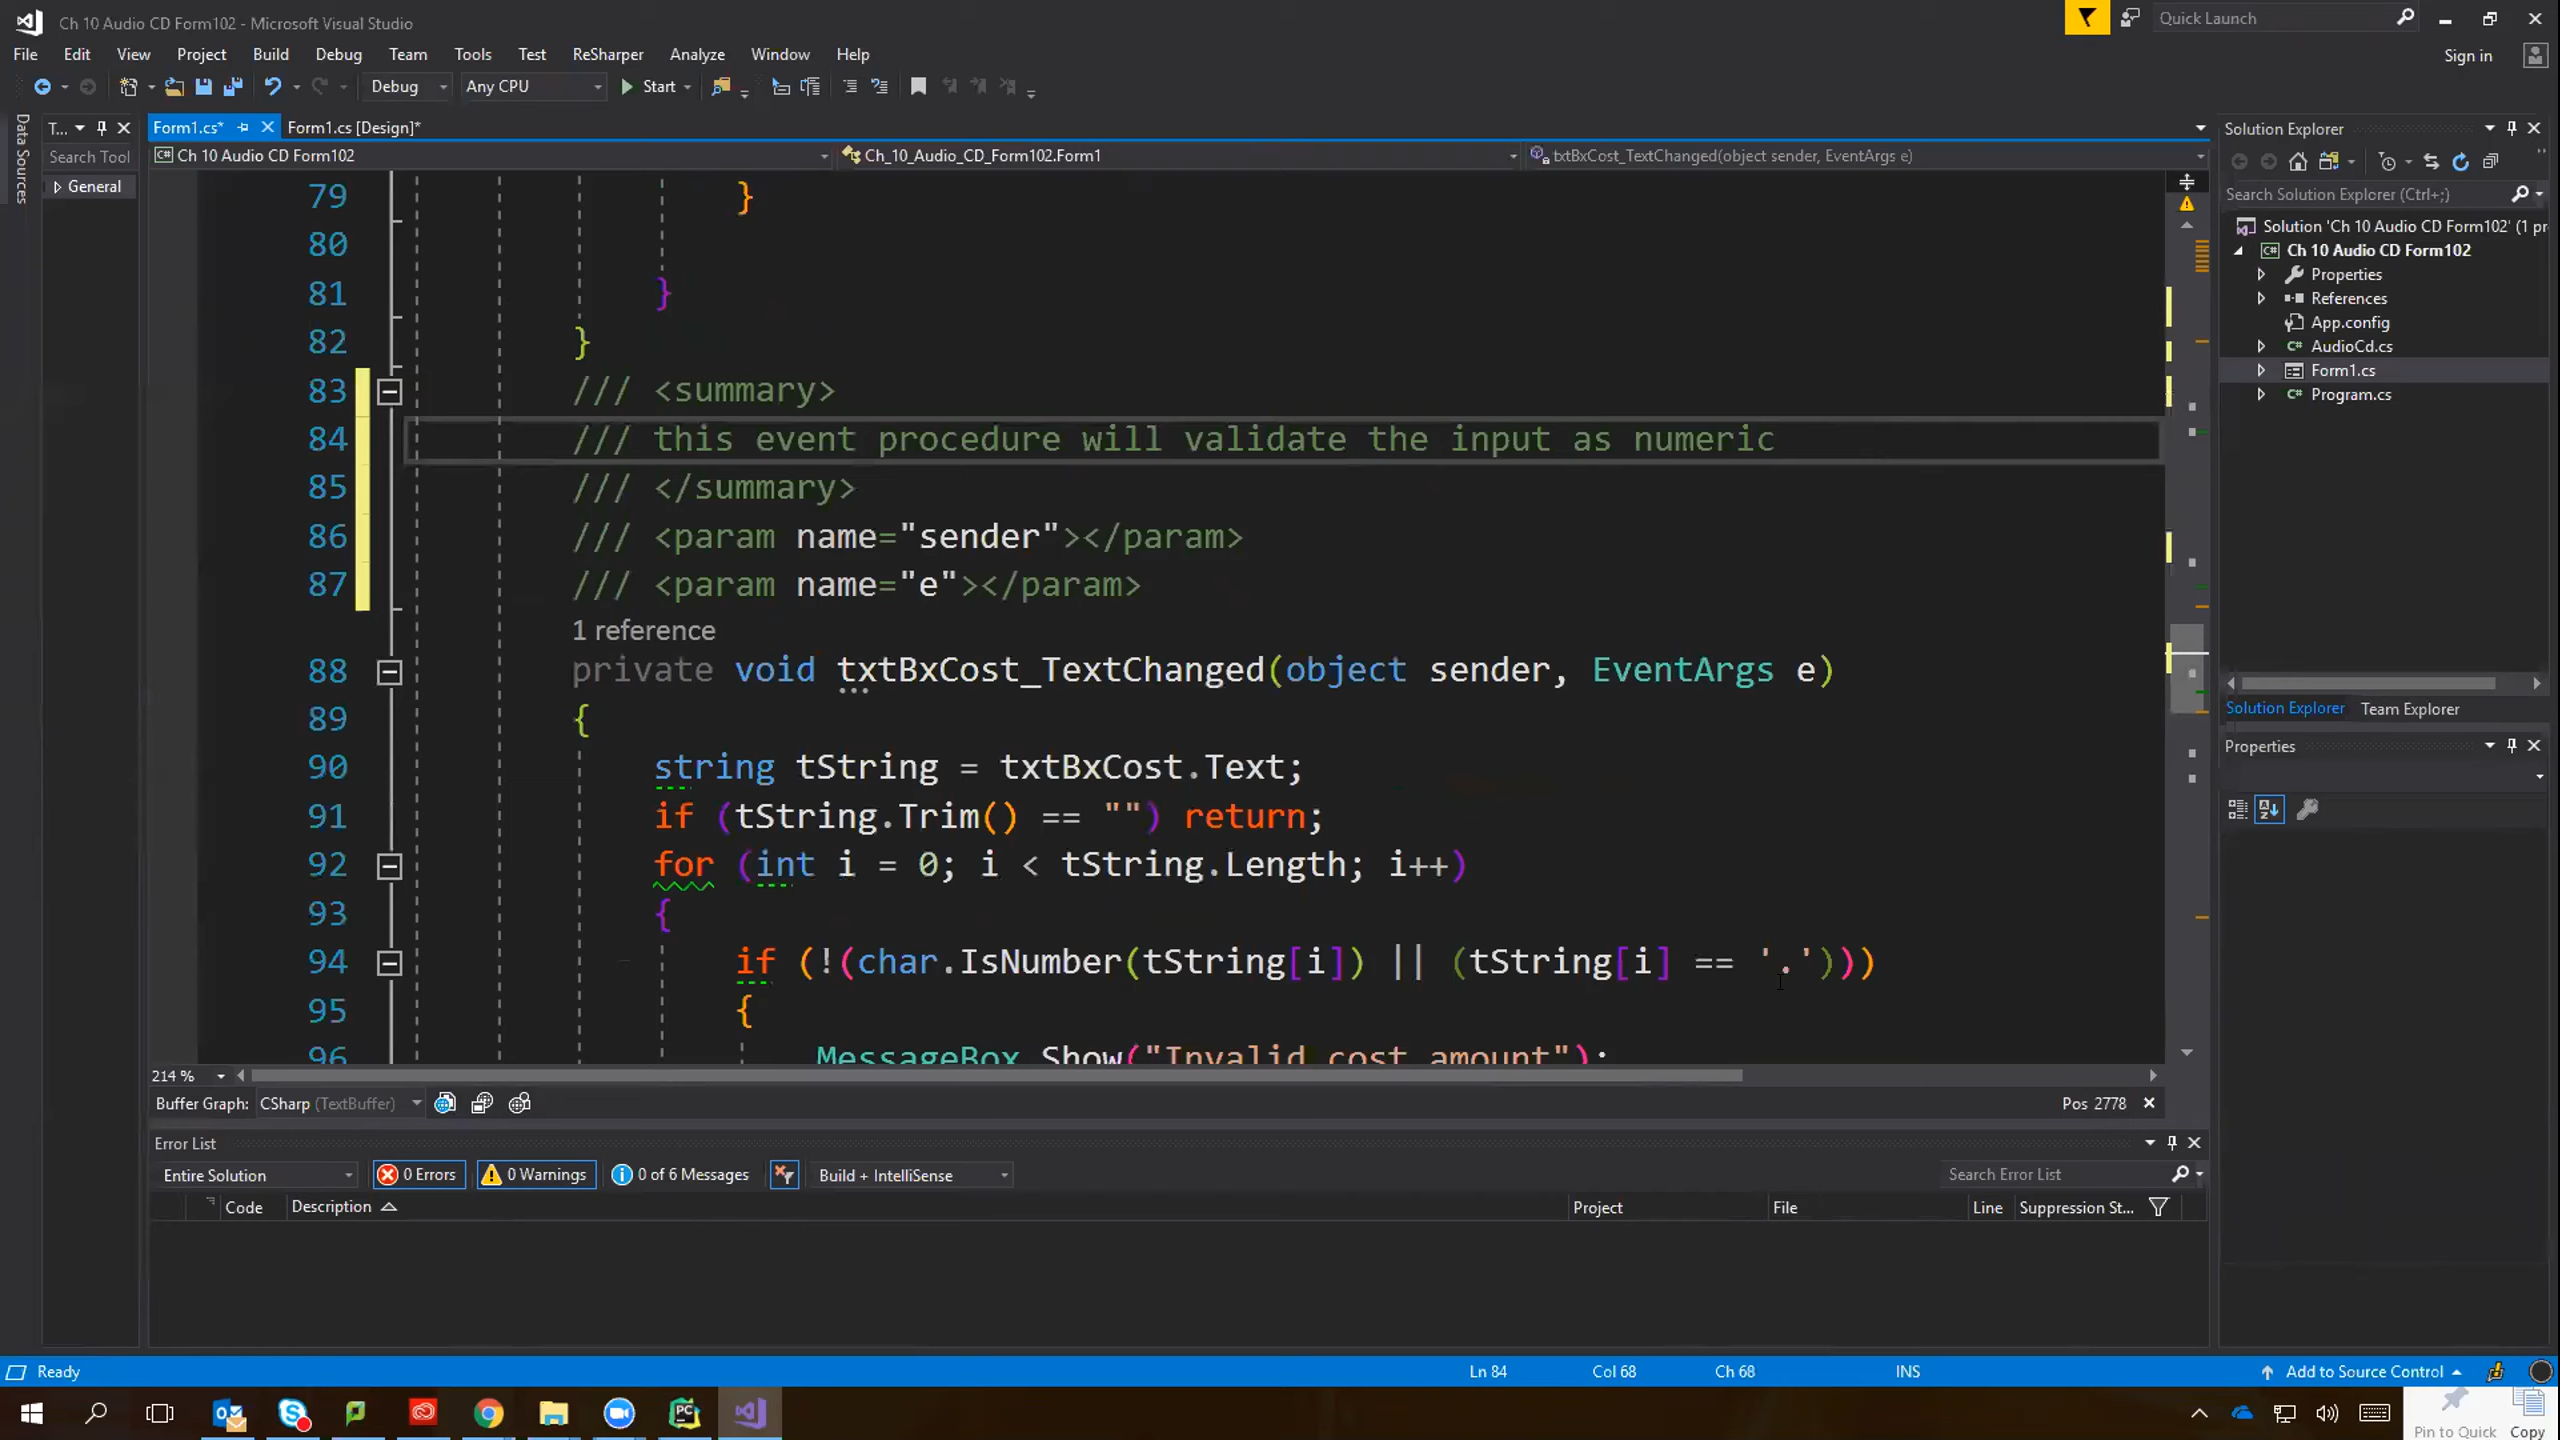 Ch 10 Audio CD Form102 - Microsoft Visual Studio
Quick Launch
File Edit View Project Build Debug Team Tools Test ReSharper Analyze Window Help
Sign in
Debug Any CPU Start
Data Sources
T...
Search Tool
General
Form1.cs* Form1.cs [Design]*
Ch 10 Audio CD Form102 Ch_10_Audio_CD_Form102.Form1 txtBxCost_TextChanged(object sender, EventArgs e)
79 }
80
81 }
82 }
83 /// <summary>
84 /// this event procedure will validate the input as numeric
85 /// </summary>
86 /// <param name="sender"></param>
87 /// <param name="e"></param>
1 reference
88 private void txtBxCost_TextChanged(object sender, EventArgs e)
89 {
90 string tString = txtBxCost.Text;
91 if (tString.Trim() == "") return;
92 for (int i = 0; i < tString.Length; i++)
93 {
94 if (!(char.IsNumber(tString[i]) || (tString[i] == '.')))
95 {
96 MessageBox.Show("Invalid cost amount");
214 %
Buffer Graph: CSharp (TextBuffer) Pos 2778
Error List
Entire Solution 0 Errors 0 Warnings 0 of 6 Messages Build + IntelliSense Search Error List
Code Description Project File Line Suppression St...
Solution Explorer
Search Solution Explorer (Ctrl+;)
Solution 'Ch 10 Audio CD Form102' (1 pr
Ch 10 Audio CD Form102
Properties
References
App.config
AudioCd.cs
Form1.cs
Program.cs
Solution Explorer Team Explorer
Properties
Ready Ln 84 Col 68 Ch 68 INS Add to Source Control
Pin to Quick Copy